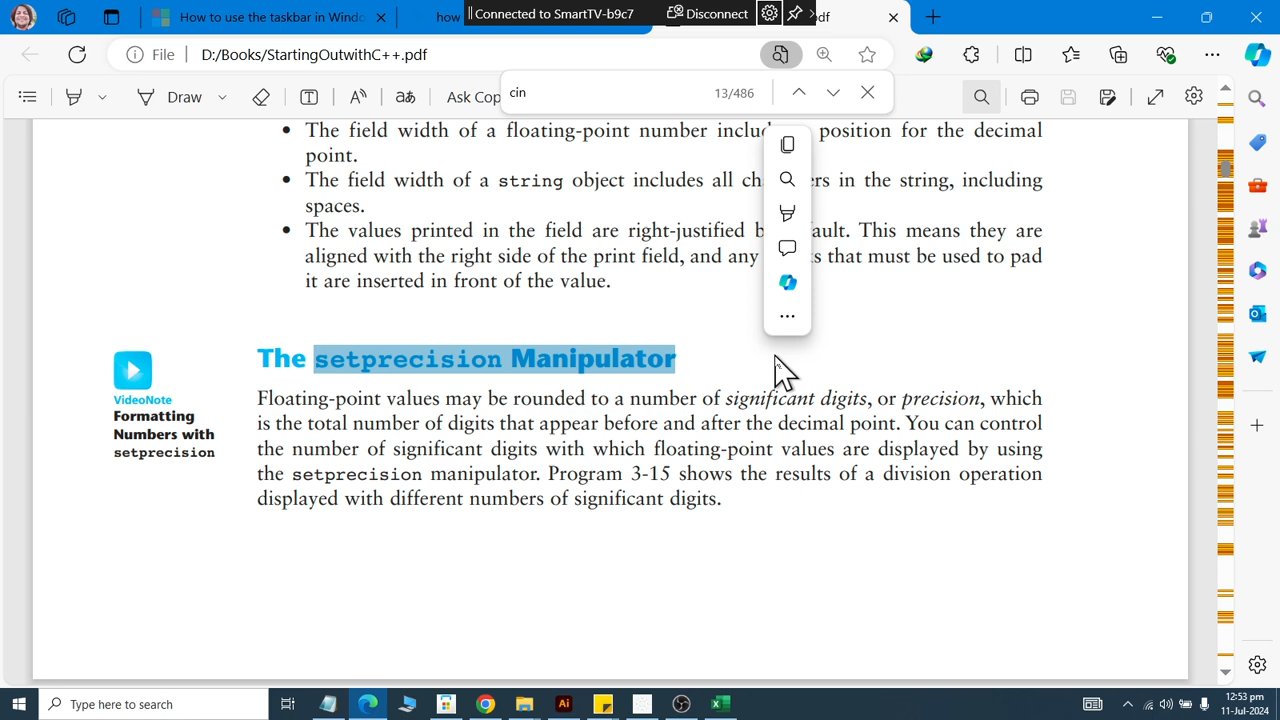 How to use the taskbar in Windo
how
Connected to SmartTV-b9c7
Disconnect
df
File
D:/Books/StartingOutwithC++.pdf
Draw
Ask Cop
cin
13/486
• The field width of a floating-point number includ position for the decimal
point.
• The field width of a string object includes all ch rs in the string, including
spaces.
• The values printed in the field are right-justified b ault. This means they are
aligned with the right side of the print field, and any s that must be used to pad
it are inserted in front of the value.
The setprecision Manipulator
VideoNote
Formatting
Numbers with
setprecision
Floating-point values may be rounded to a number of significant digits, or precision, which
is the total number of digits that appear before and after the decimal point. You can control
the number of significant digits with which floating-point values are displayed by using
the setprecision manipulator. Program 3-15 shows the results of a division operation
displayed with different numbers of significant digits.
Type here to search
Ai
12:53 pm
11-Jul-2024